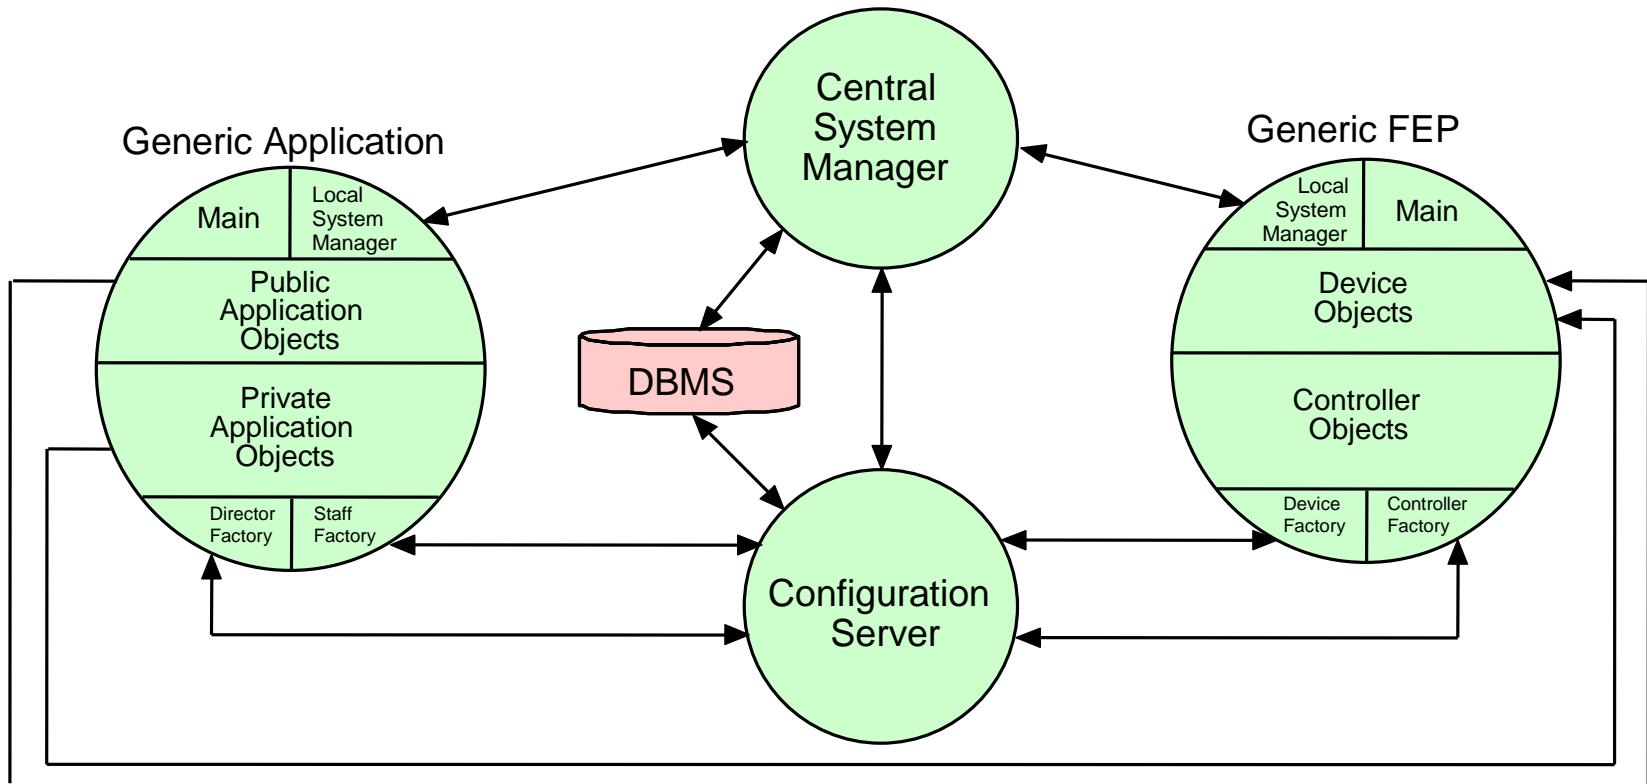 Central
System
Manager
Generic Application
Generic FEP
Main
Local
System
Manager
Public
Application
Objects
Private
Application
Objects
Director
Factory
Staff
Factory
DBMS
Configuration
Server
Local
System
Manager
Main
Device
Objects
Controller
Objects
Device
Factory
Controller
Factory